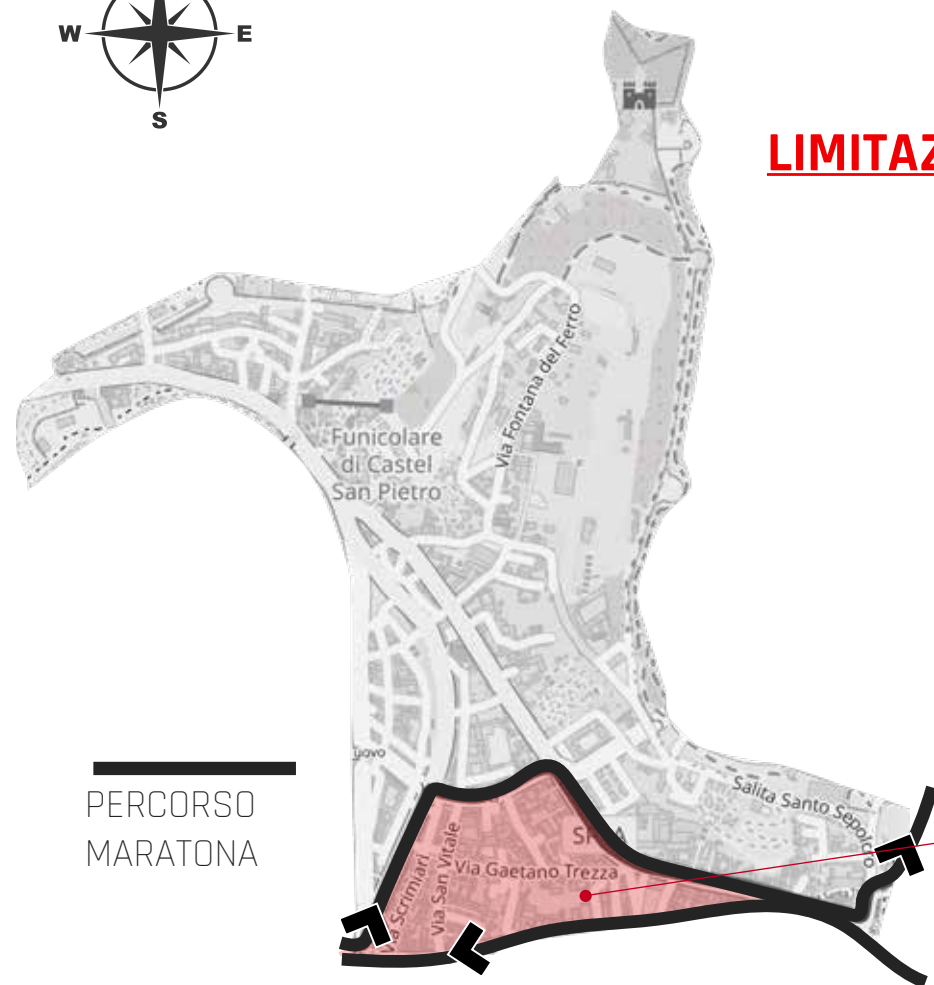 W
E
S
LIMITAZ
Via Fontana del Ferro
Funicolare
di Castel
San Pietro
uovo
PERCORSO
MARATONA
Salita Santo Sepolcro
Via Scrimiari
Via San Vitale
Via Gaetano Trezza